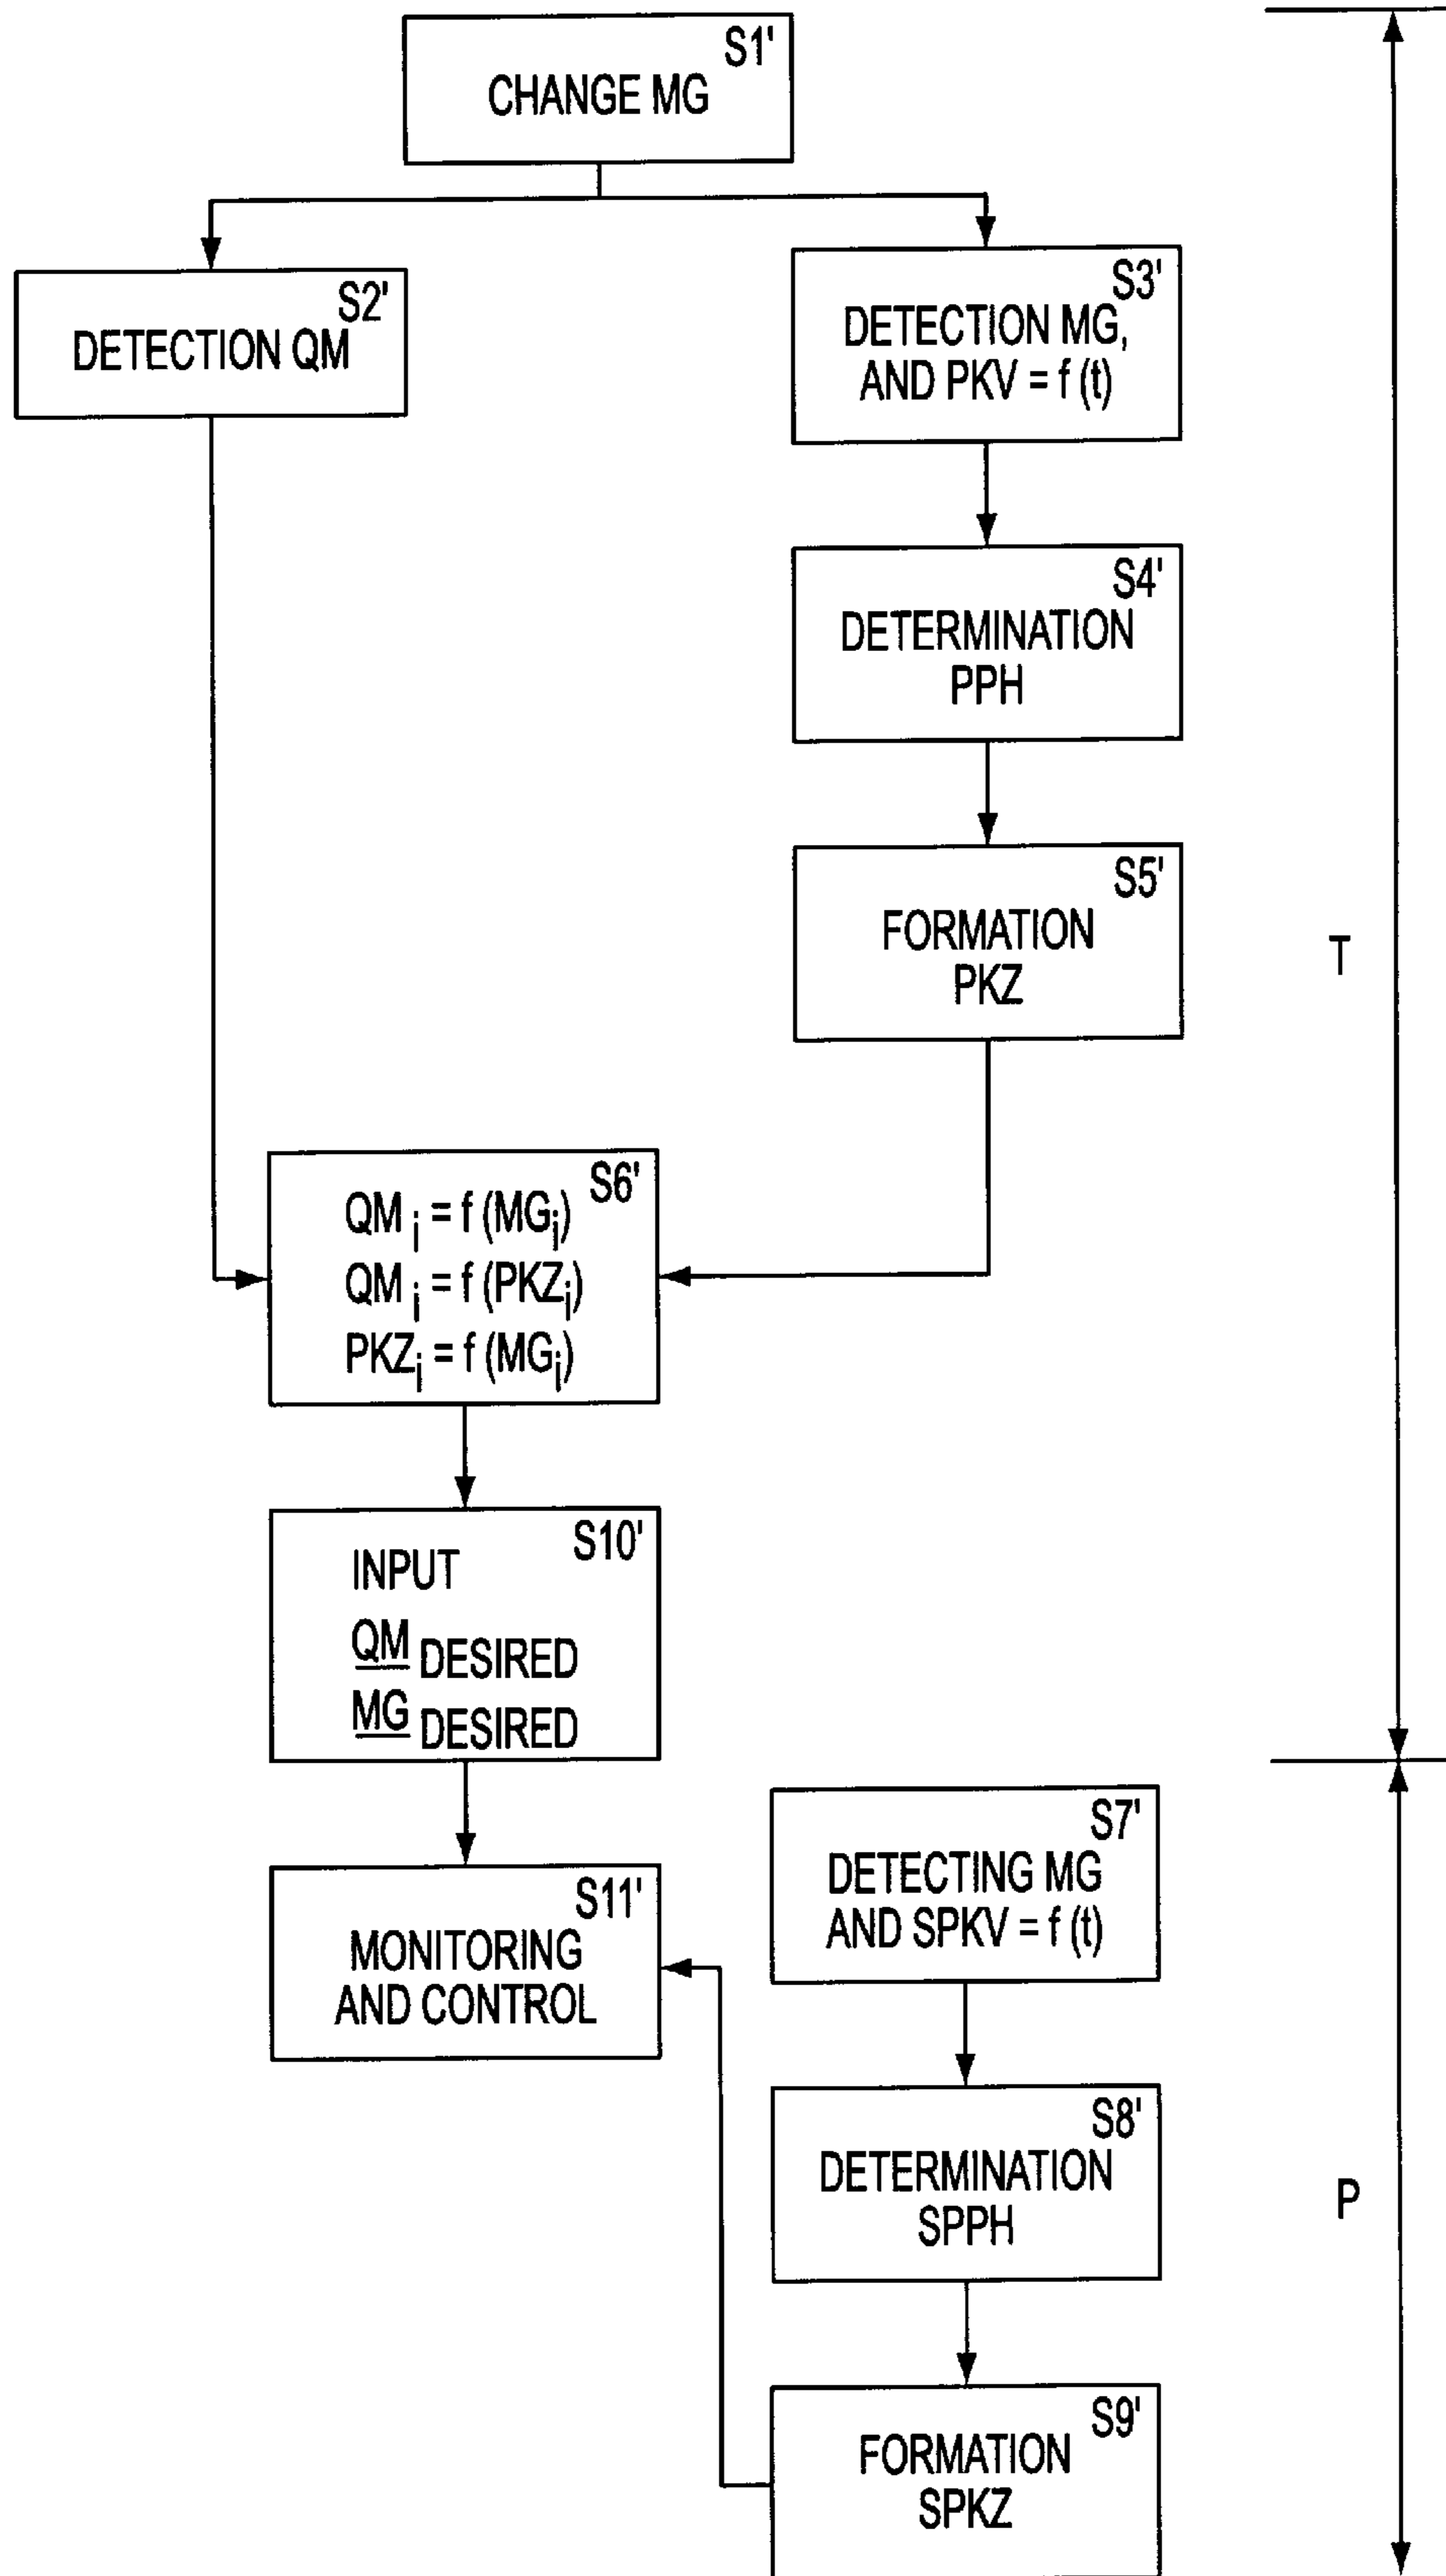 S1'
CHANGE MG
S2'
DETECTION QM
S3'
DETECTION MG,
AND PKV = f (t)
S4'
DETERMINATION
PPH
S5'
FORMATION
PKZ
T
S6'
QM i = f (MGi)
QM i = f (PKZi)
PKZi = f (MGi)
S10'
INPUT
QM DESIRED
MG DESIRED
S7'
DETECTING MG
AND SPKV = f (t)
S11'
MONITORING
AND CONTROL
S8'
DETERMINATION
SPPH
P
S9'
FORMATION
SPKZ